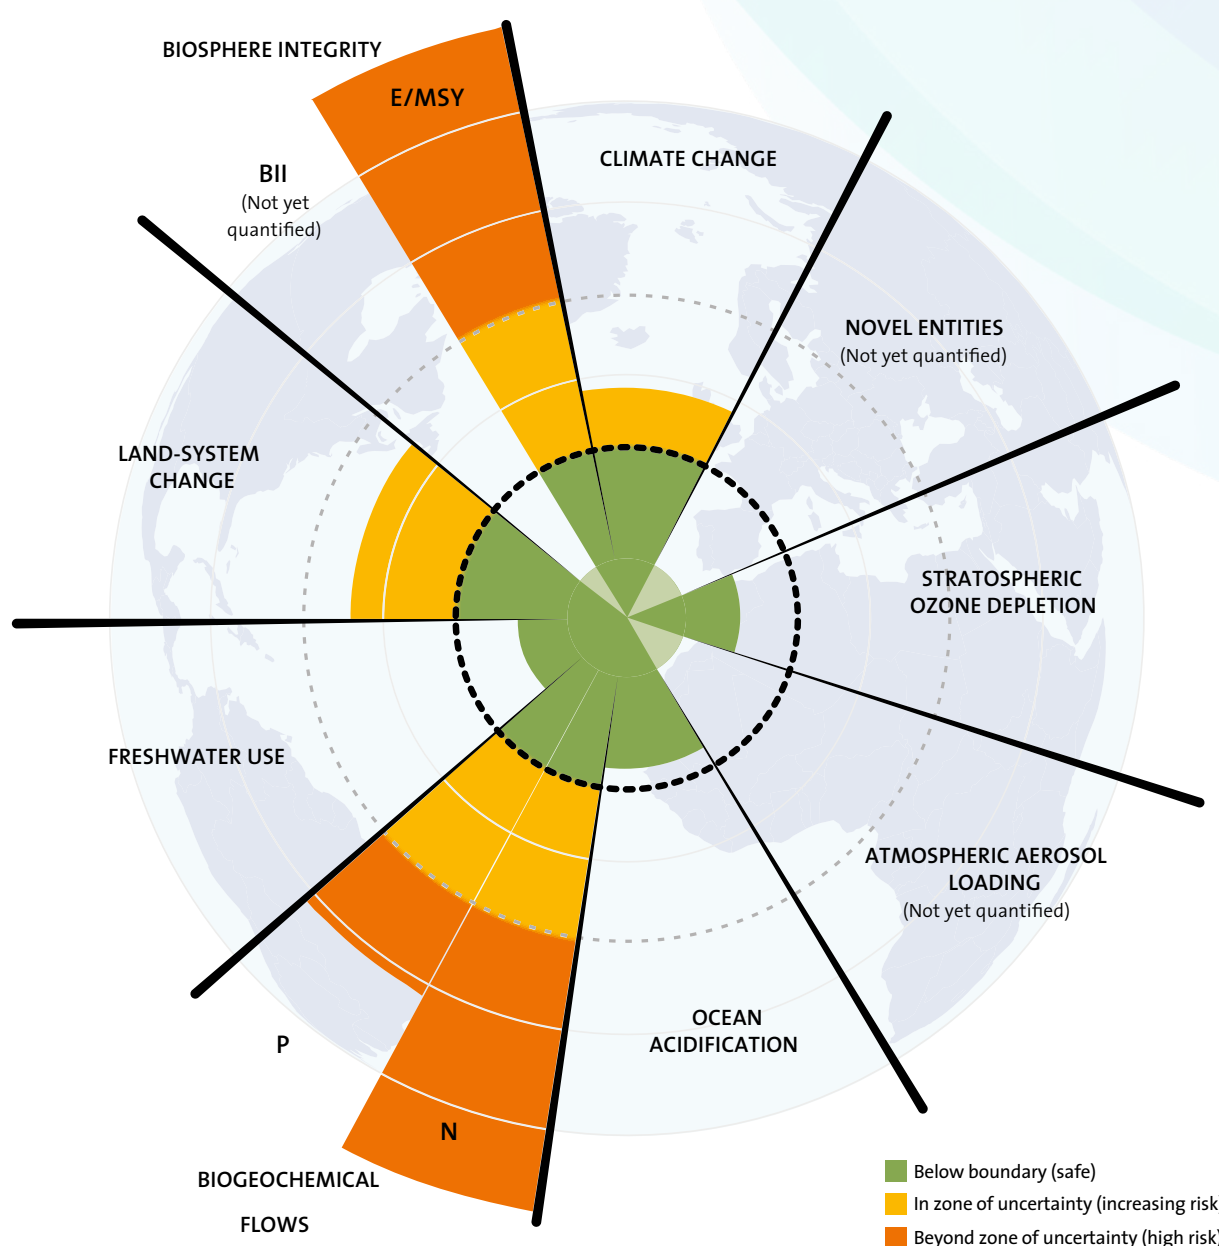 BIOSPHERE INTEGRITY
E/MSY
BII
(Not yet
quantified)
CLIMATE CHANGE
NOVEL ENTITIES
(Not yet quantified)
LAND-SYSTEM
CHANGE
STRATOSPHERIC
OZONE DEPLETION
FRESHWATER USE
ATMOSPHERIC AEROSOL
LOADING
(Not yet quantified)
OCEAN
ACIDIFICATION
P
N
BIOGEOCHEMICAL
FLOWS
Below boundary (safe)
In zone of uncertainty (increasing risk
Beyond zone of uncertainty (high risk)